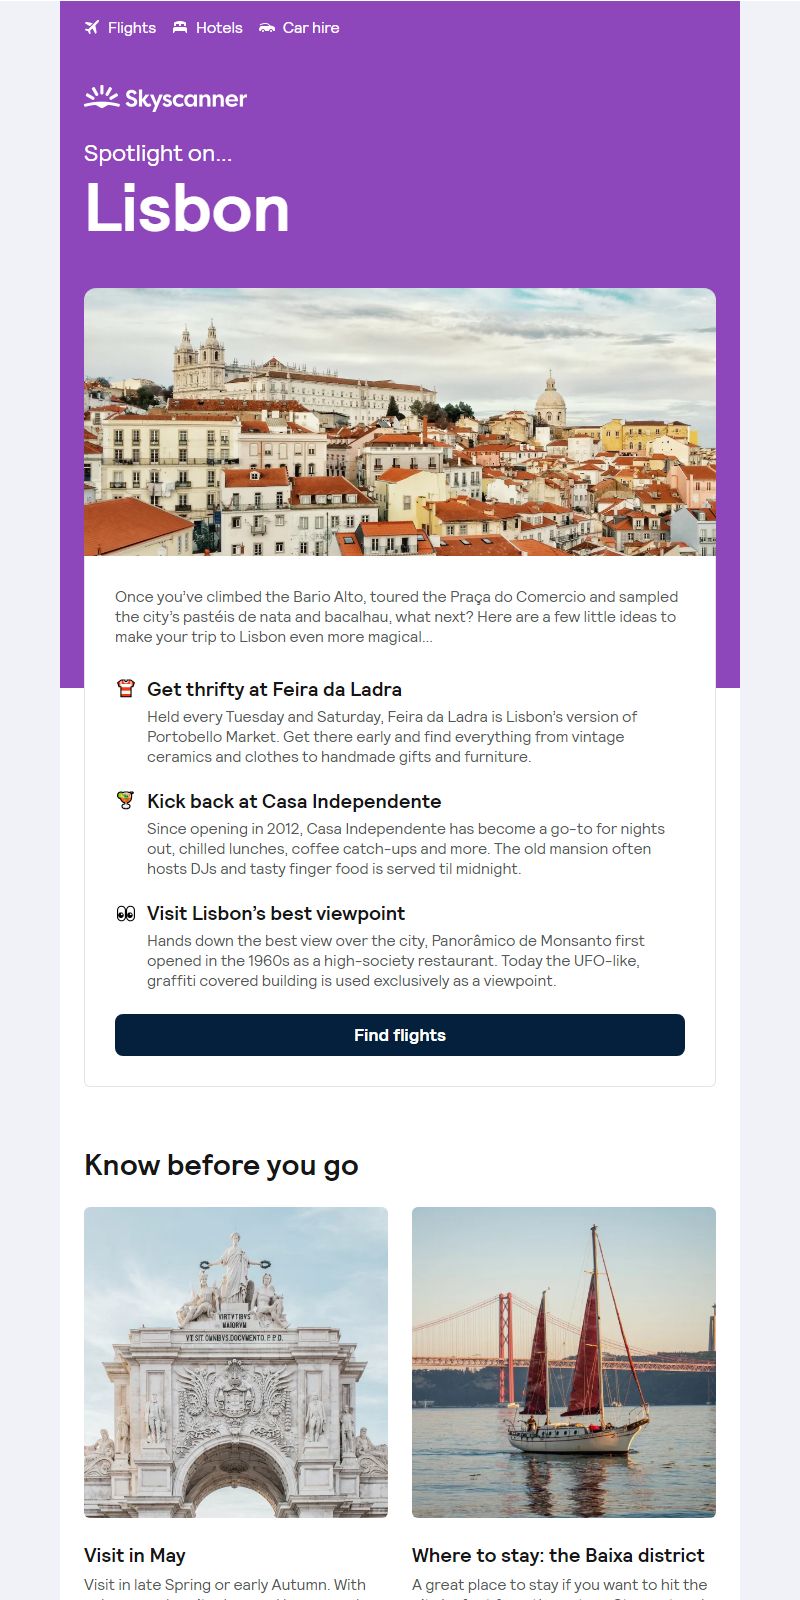 Flights Hotels Car hire
Skyscanner
Spotlight on...
Lisbon
Once you've climbed the Bario Alto, toured the Praça do Comercio and sampled
the city's pastéis de nata and bacalhau, what next? Here are a few little ideas to
make your trip to Lisbon even more magical...
Get thrifty at Feira da Ladra
Held every Tuesday and Saturday, Feira da Ladra is Lisbon's version of
Portobello Market. Get there early and find everything from vintage
ceramics and clothes to handmade gifts and furniture.
Kick back at Casa Independente
Since opening in 2012, Casa Independente has become a go-to for nights
out, chilled lunches, coffee catch-ups and more. The old mansion often
hosts DJs and tasty finger food is served til midnight.
Visit Lisbon's best viewpoint
Hands down the best view over the city, Panorâmico de Monsanto first
opened in the 1960s as a high-society restaurant. Today the UFO-like,
graffiti covered building is used exclusively as a viewpoint.
Find flights
Know before you go
VIRTVTIBVS
MAIORVM
VT SIT OMNIBVS DOCVMENTO. P. P. D.
Visit in May
Visit in late Spring or early Autumn. With
Where to stay: the Baixa district
A great place to stay if you want to hit the